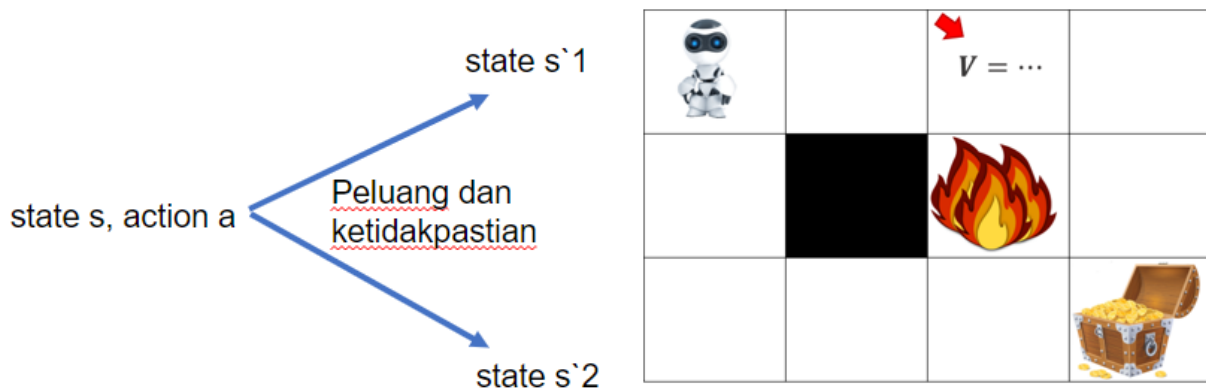 state s`1
Peluang dan
ketidakpastian
state s, action a
state s`2
V = ⋯